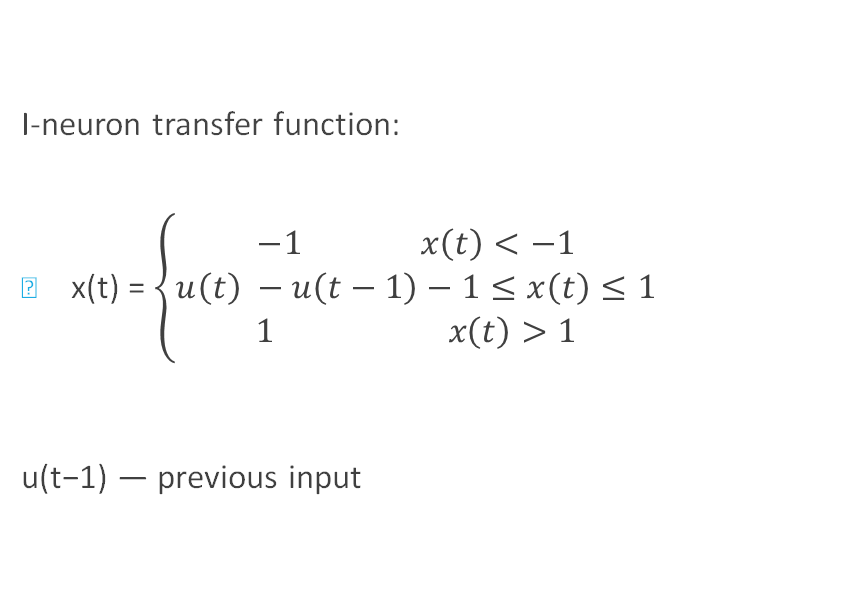 I-neuron transfer function:
−1 x(t) < −1
x(t) = { u(t) − u(t − 1) − 1 ≤ x(t) ≤ 1
1 x(t) > 1
u(t−1) — previous input